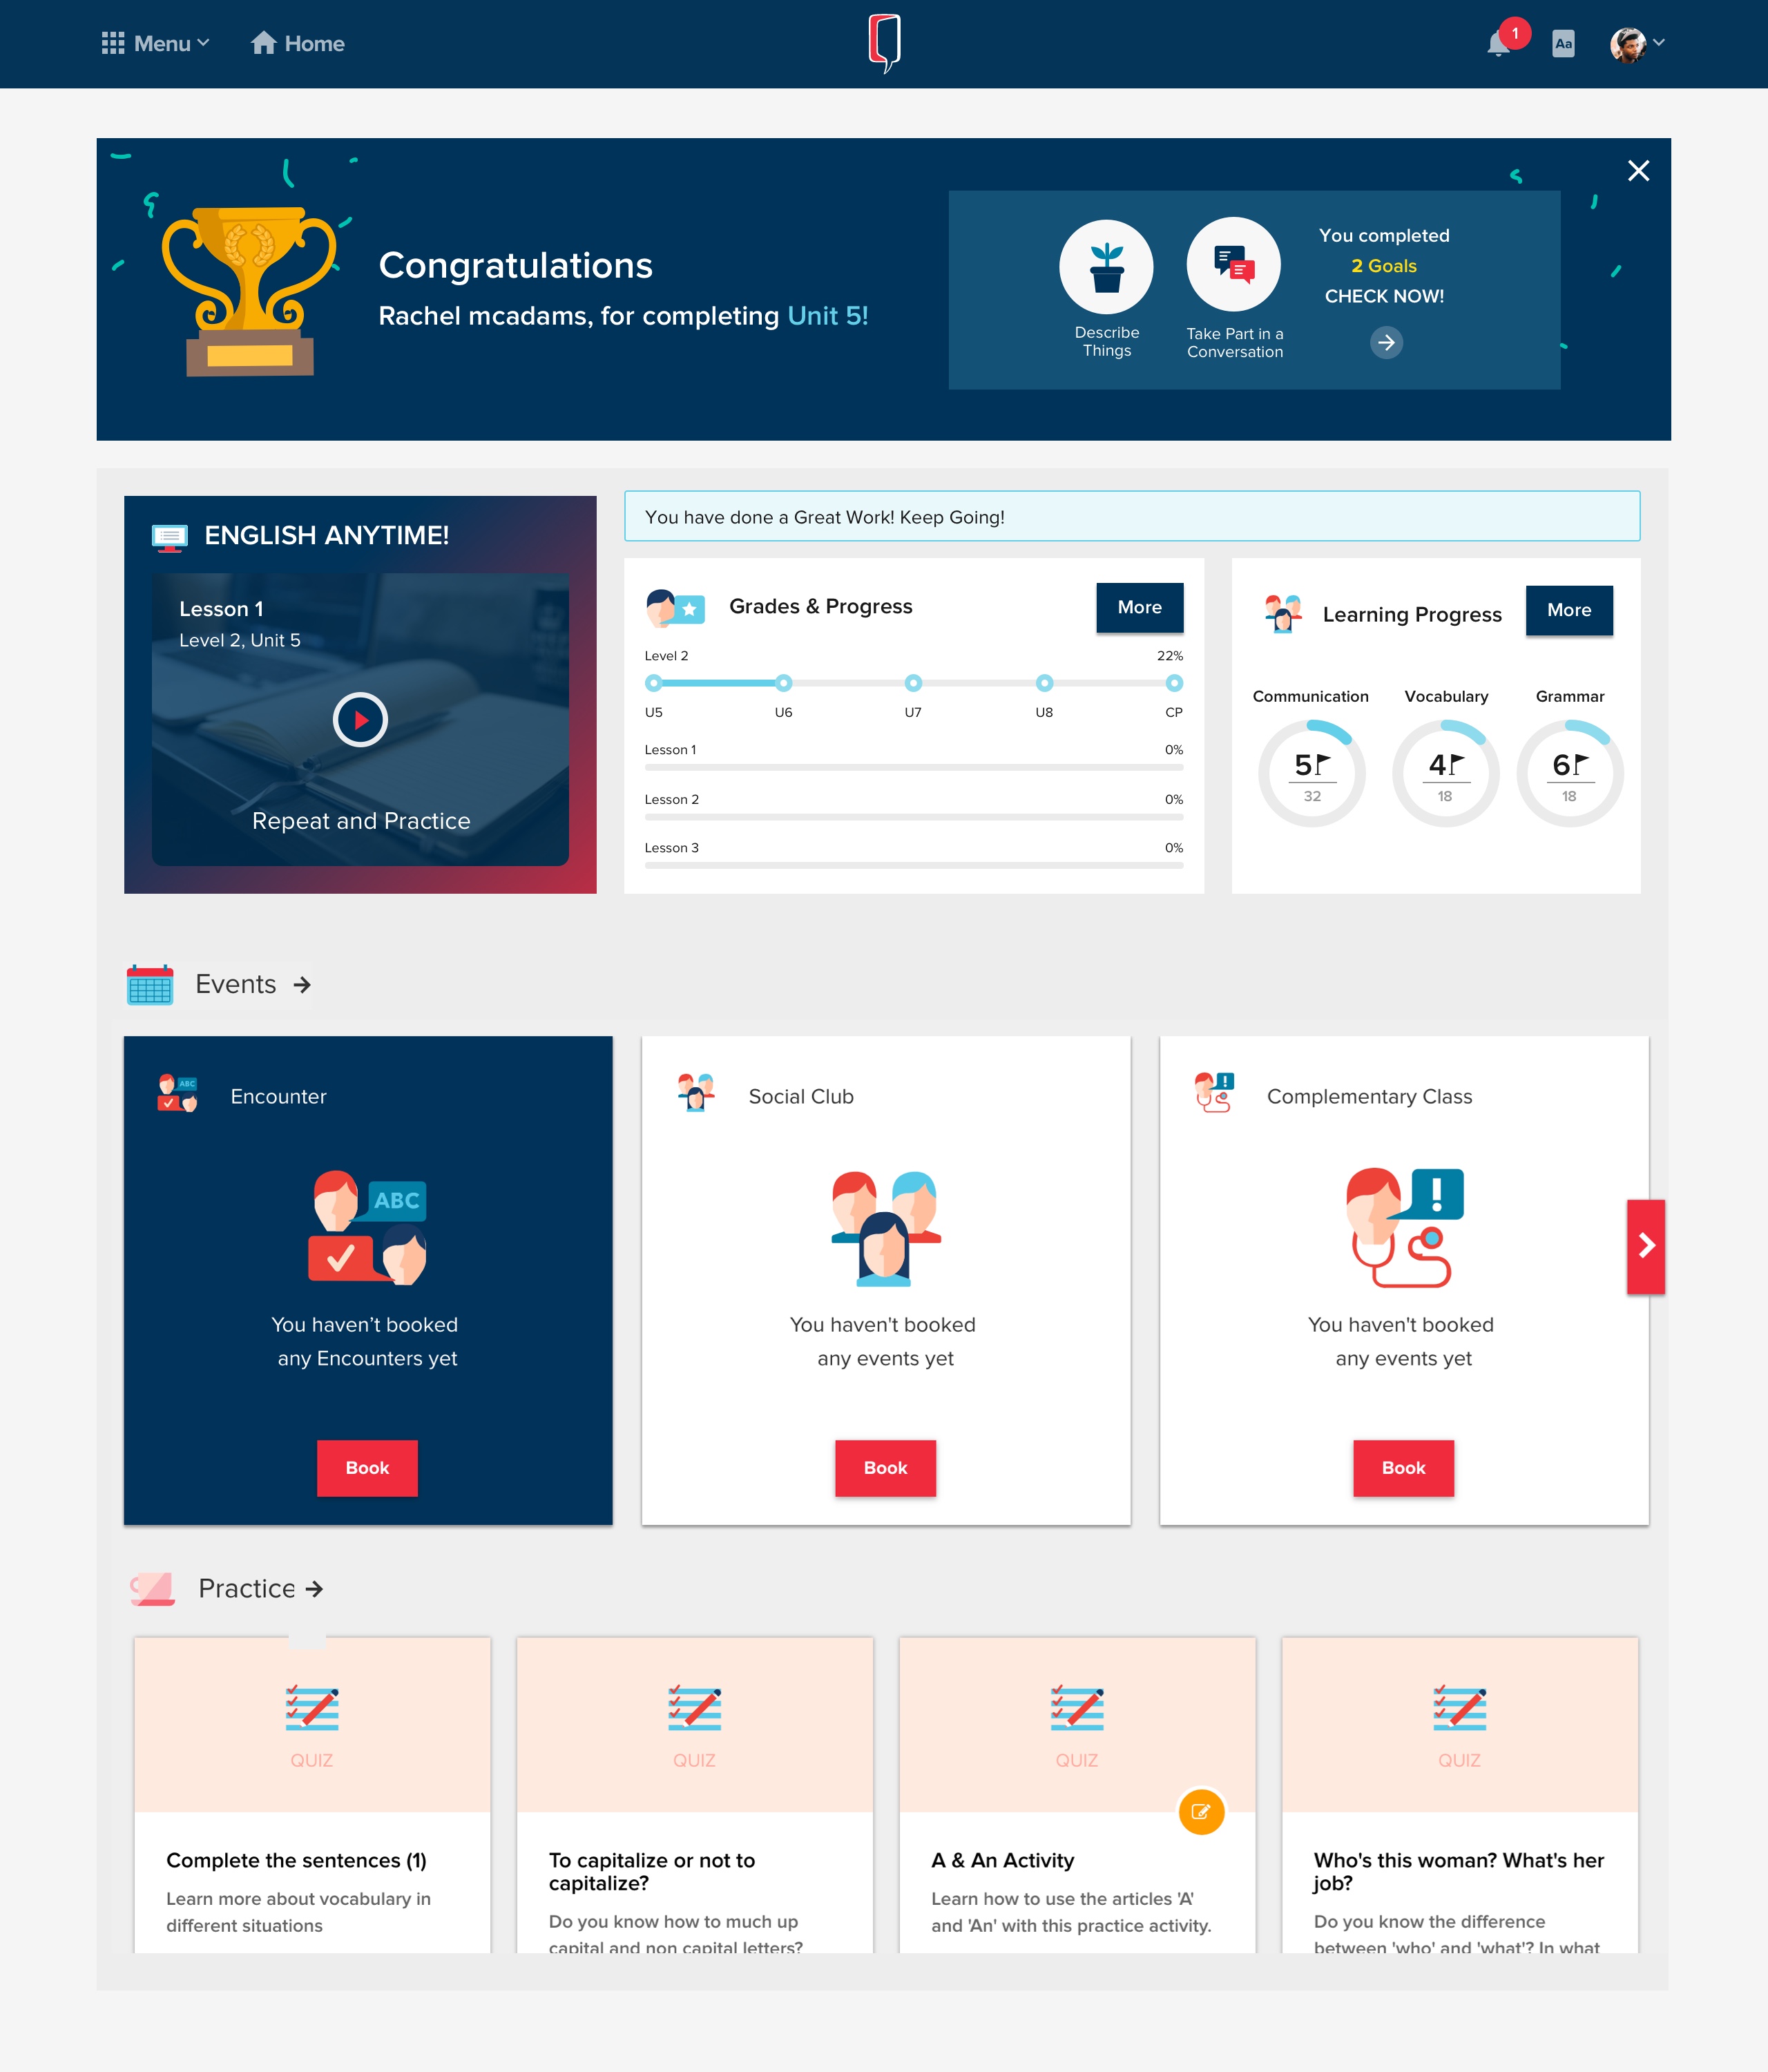 Menu
Home
1
Aa
Congratulations
Rachel mcadams, for completing Unit 5!
Describe
Things
Take Part in a
Conversation
You completed
2 Goals
CHECK NOW!
ENGLISH ANYTIME!
Lesson 1
Level 2, Unit 5
Repeat and Practice
You have done a Great Work! Keep Going!
Grades & Progress
More
Level 2
22%
U5
U6
U7
U8
CP
Lesson 1
0%
Lesson 2
0%
Lesson 3
0%
Learning Progress
More
Communication
Vocabulary
Grammar
5
32
4
18
6
18
Events
ABC
Encounter
ABC
You haven’t booked
any Encounters yet
Book
Social Club
You haven't booked
any events yet
Book
!
Complementary Class
!
You haven't booked
any events yet
Book
Practice
QUIZ
Complete the sentences (1)
Learn more about vocabulary in
different situations
QUIZ
To capitalize or not to
capitalize?
Do you know how to much up
capital and non capital letters?
QUIZ
A & An Activity
Learn how to use the articles 'A'
and 'An' with this practice activity.
QUIZ
Who's this woman? What's her
job?
Do you know the difference
between 'who' and 'what'? In what